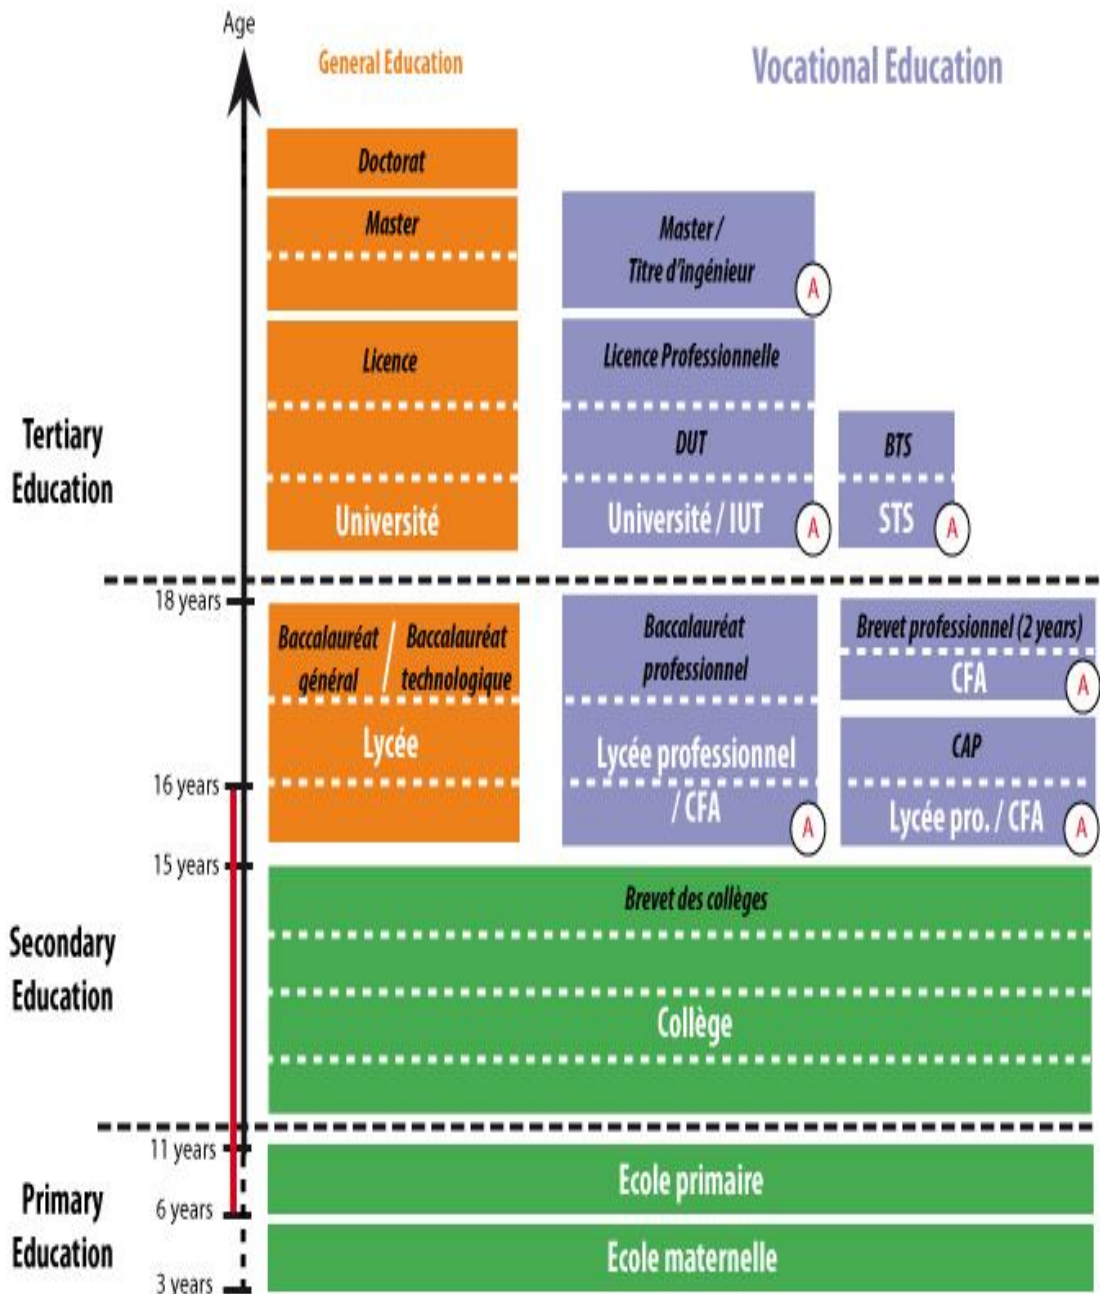 Age
General Education
Vocational Education
Doctorat
Master
Master /
Titre d'ingénieur
A
Licence
Licence Professionnelle
Tertiary
Education
DUT
BTS
Université
Université / IUT
A
STS
A
18 years
Baccalauréat
général
/
Baccalauréat
technologique
Baccalauréat
professionnel
Brevet professionnel (2 years)
CFA
A
Lycée
Lycée professionnel
/ CFA
A
CAP
Lycée pro. / CFA
A
16 years
15 years
Brevet des collèges
Secondary
Education
Collège
11 years
Ecole primaire
Primary
Education
6 years
Ecole maternelle
3 years